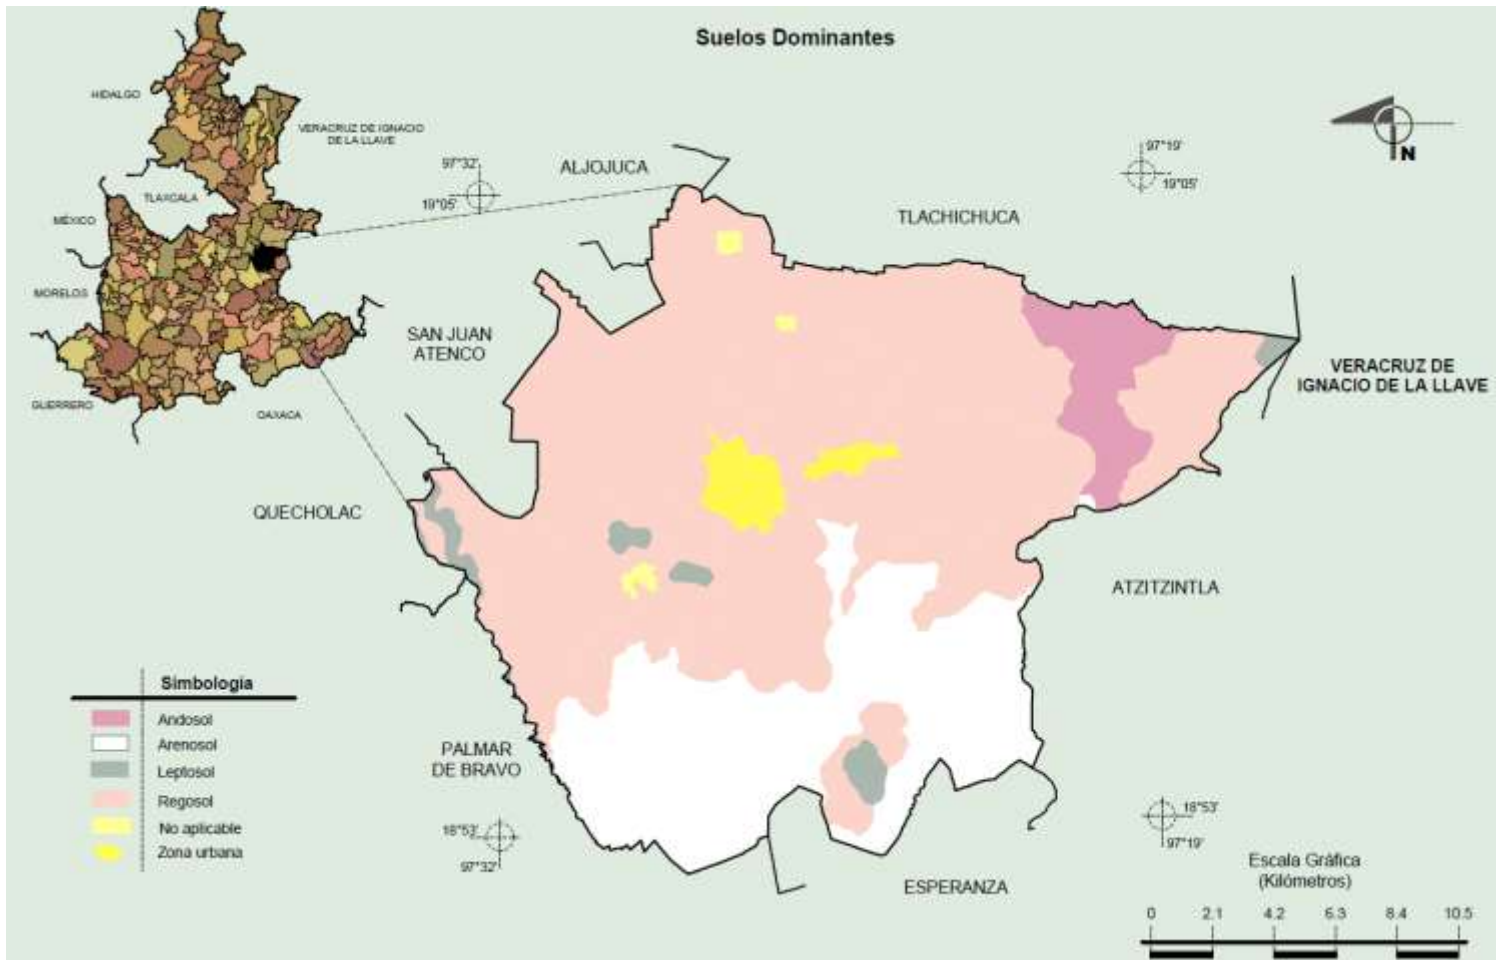 Suelos Dominantes
HIDALGO
VERACRUZ DE IGNACIO
DE LA LLAVE
TLAXCALA
MÉXICO
MORELOS
GUERRERO
OAXACA
97°32'
19°05'
ALJOJUCA
97°19'
19°05'
N
TLACHICHUCA
SAN JUAN
ATENCO
VERACRUZ DE
IGNACIO DE LA LLAVE
QUECHOLAC
ATZITZINTLA
PALMAR
DE BRAVO
18°53'
97°32'
ESPERANZA
18°53'
97°19'
Simbología
Andosol
Arenosol
Leptosol
Regosol
No aplicable
Zona urbana
Escala Gráfica
(Kilómetros)
0 2.1 4.2 6.3 8.4 10.5